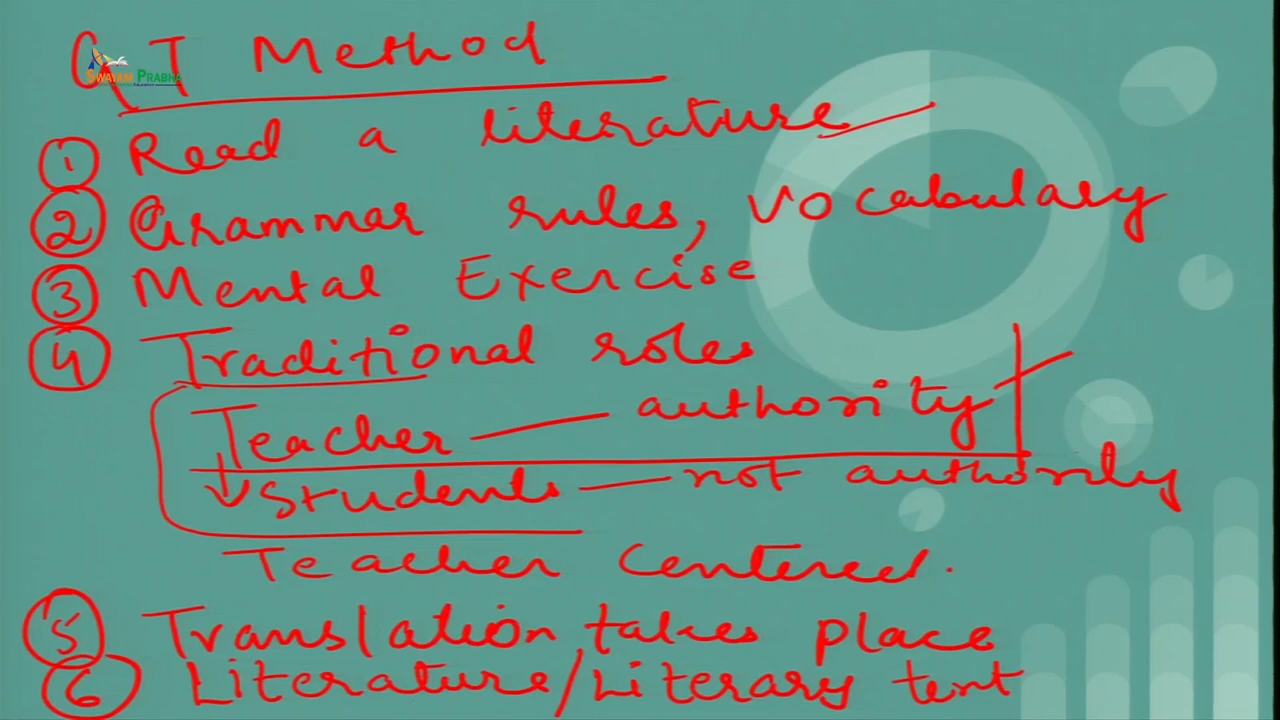 GT Method
SWAYAM PRABHA
① Read a literature
② Grammar rules, vocabulary
③ Mental Exercise
④ Traditional roles
Teacher — authority
↓ Students — not authority
Teacher centered.
⑤ Translation takes place
⑥ Literature/Literary text